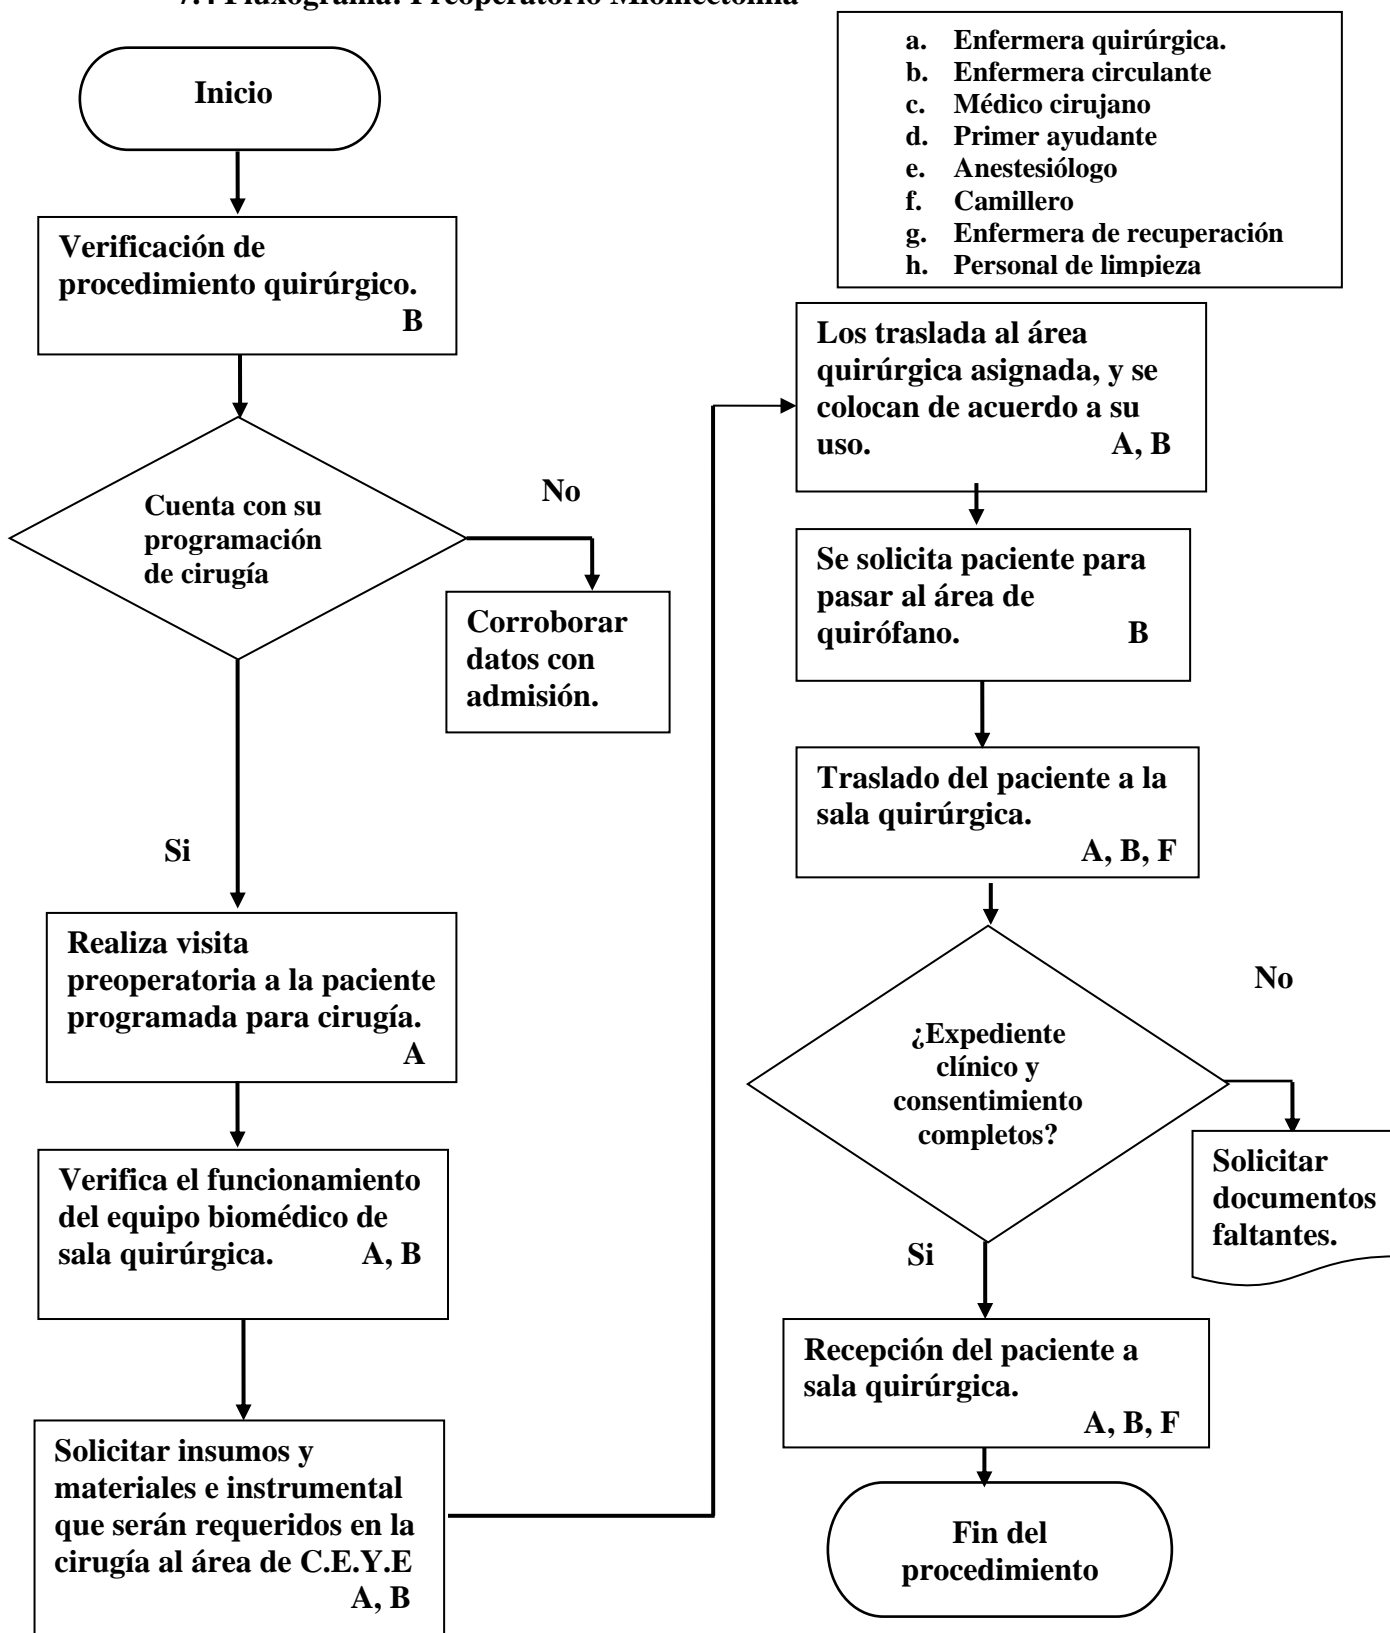 7.4 Fluxograma: Preoperatorio Miomectomia
Inicio
Verificación de
procedimiento quirúrgico.
B
Cuenta con su
programación
de cirugía
No
Corroborar
datos con
admisión.
Si
Realiza visita
preoperatoria a la paciente
programada para cirugía.
A
Verifica el funcionamiento
del equipo biomédico de
sala quirúrgica. A, B
Solicitar insumos y
materiales e instrumental
que serán requeridos en la
cirugía al área de C.E.Y.E
A, B
a. Enfermera quirúrgica.
b. Enfermera circulante
c. Médico cirujano
d. Primer ayudante
e. Anestesiólogo
f. Camillero
g. Enfermera de recuperación
h. Personal de limpieza
Los traslada al área
quirúrgica asignada, y se
colocan de acuerdo a su
uso. A, B
Se solicita paciente para
pasar al área de
quirófano. B
Traslado del paciente a la
sala quirúrgica.
A, B, F
¿Expediente
clínico y
consentimiento
completos?
No
Solicitar
documentos
faltantes.
Si
Recepción del paciente a
sala quirúrgica.
A, B, F
Fin del
procedimiento